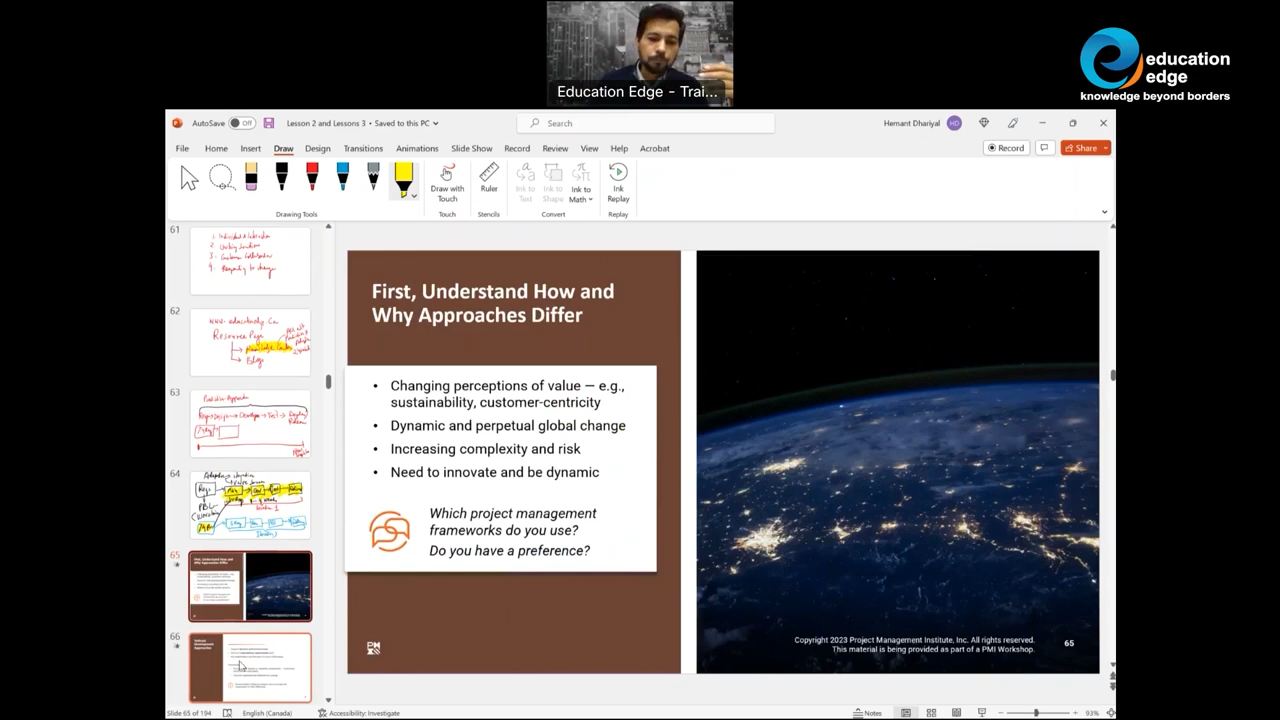 Education Edge - Trai...
education
edge
knowledge beyond borders
AutoSave Off Lesson 2 and Lessons 3 • Saved to this PC Search Hemant Dhariyal HD
File Home Insert Draw Design Transitions Animations Slide Show Record Review View Help Acrobat Record Share
Draw with Touch Ruler Ink to Text Ink to Shape Ink to Math Ink Replay
Drawing Tools Touch Stencils Convert Replay
61
62
63
64
65
66
First, Understand How and
Why Approaches Differ
• Changing perceptions of value — e.g.,
sustainability, customer-centricity
• Dynamic and perpetual global change
• Increasing complexity and risk
• Need to innovate and be dynamic
Which project management
frameworks do you use?
Do you have a preference?
Copyright 2023 Project Management Institute, Inc. All rights reserved.
This material is being provided as part of a PMI Workshop.
65
Slide 65 of 194 English (Canada) Accessibility: Investigate Notes 93%